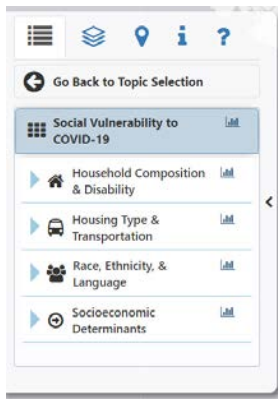 i ?
Go Back to Topic Selection
Social Vulnerability to
COVID-19
Household Composition
& Disability
Housing Type &
Transportation
Race, Ethnicity, &
Language
Socioeconomic
Determinants